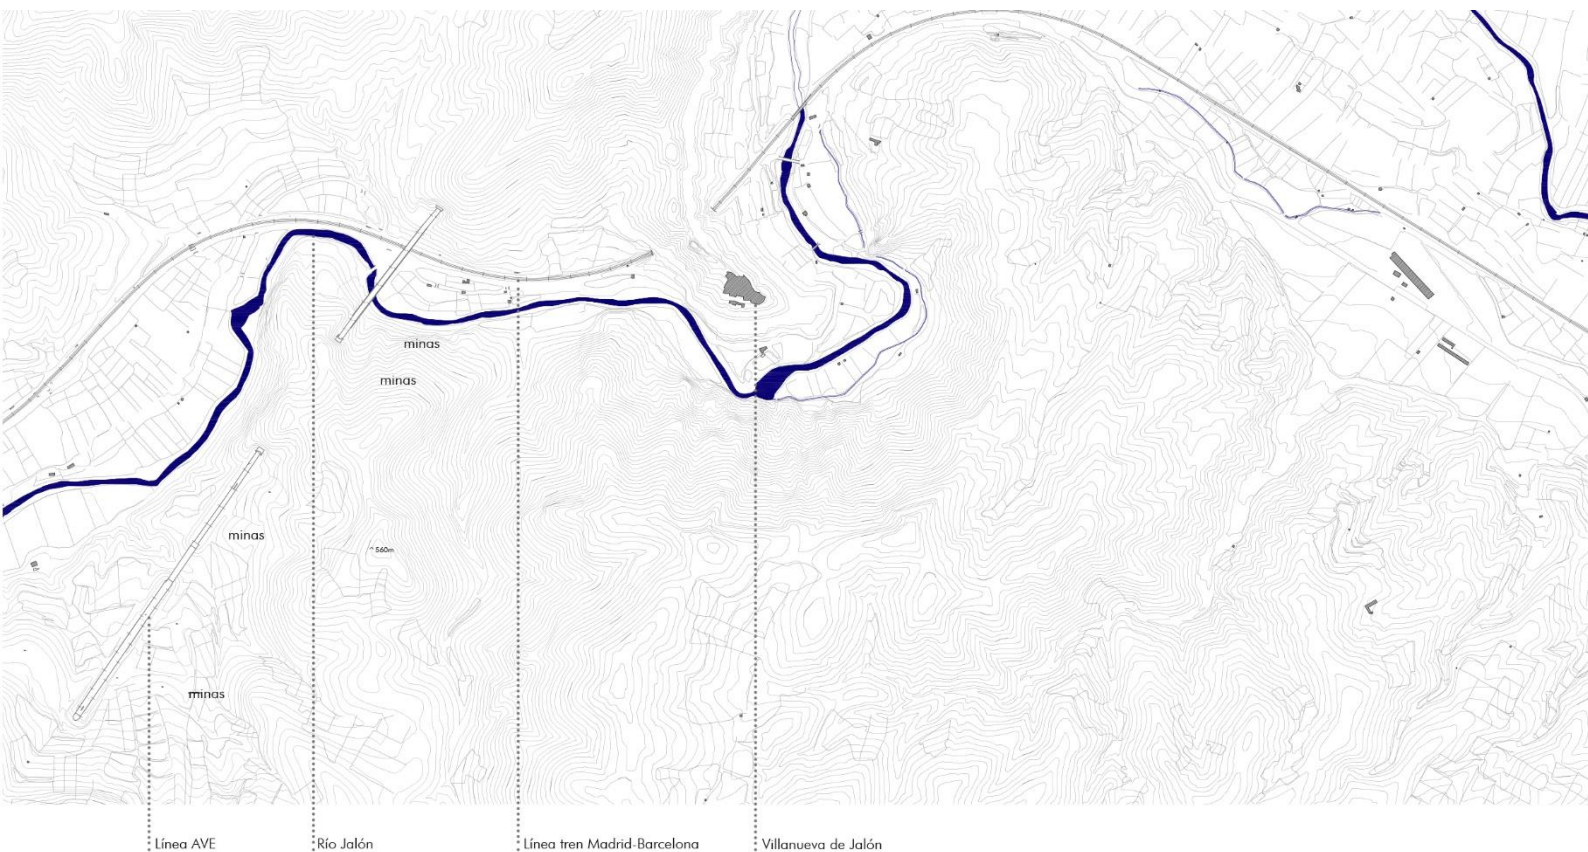 minas
minas
minas
560m
minas
Línea AVE
Río Jalón
Línea tren Madrid-Barcelona
Villanueva de Jalón